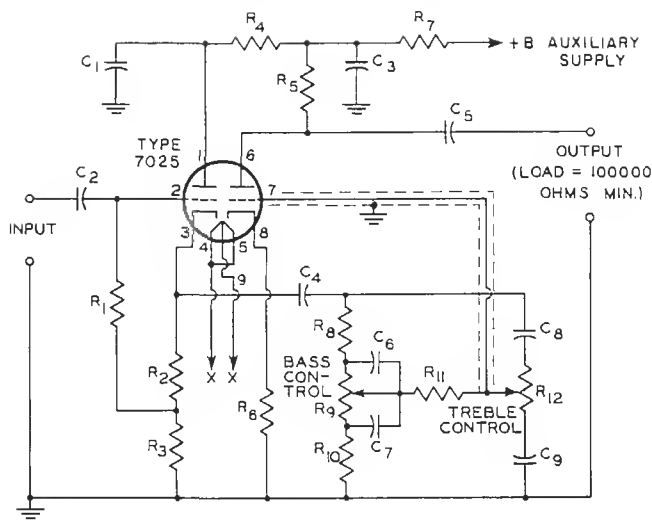 R4
R7
C1
C3
+B AUXILIARY
SUPPLY
R5
C5
TYPE
7025
1
6
OUTPUT
(LOAD = 100000
OHMS MIN.)
C2
2
7
INPUT
3
4
5
8
9
C4
R1
R8
C6
C8
BASS
CON-
TROL
R11
R12
R2
X
X
R9
TREBLE
CONTROL
R6
C7
R3
R10
C9